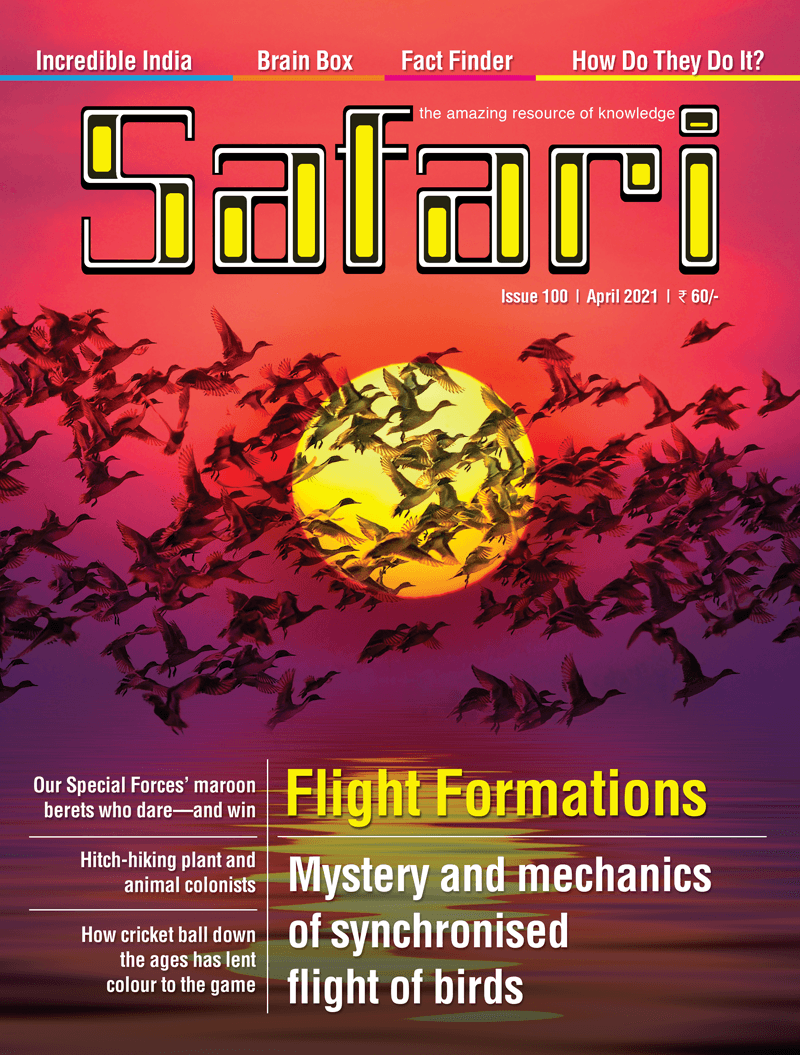 Incredible India Brain Box Fact Finder How Do They Do It?
the amazing resource of knowledge
Safari
Issue 100 | April 2021 | ₹ 60/-
Our Special Forces' maroon
berets who dare—and win
Hitch-hiking plant and
animal colonists
How cricket ball down
the ages has lent
colour to the game
Flight Formations
Mystery and mechanics
of synchronised
flight of birds